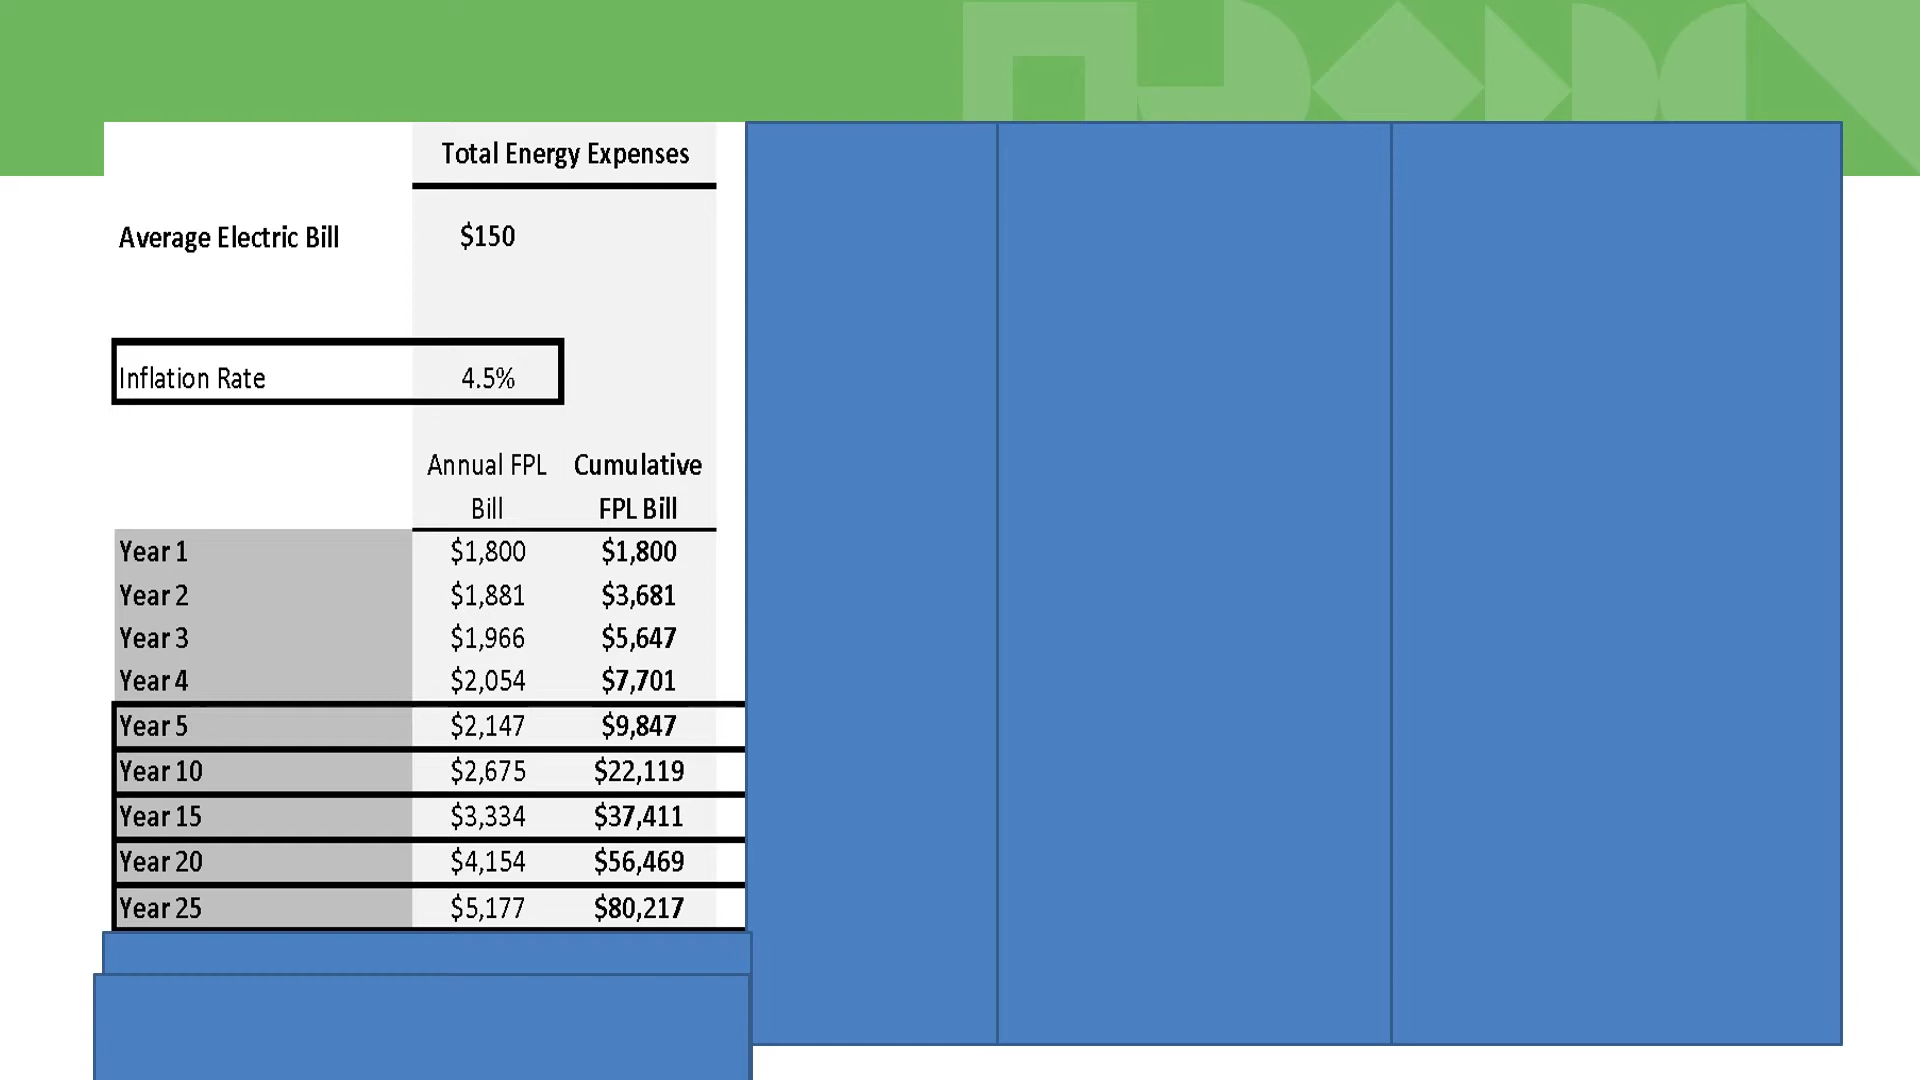 Total Energy Expenses
Average Electric Bill $150
Inflation Rate 4.5%
Annual FPL Cumulative
Bill FPL Bill
Year 1 $1,800 $1,800
Year 2 $1,881 $3,681
Year 3 $1,966 $5,647
Year 4 $2,054 $7,701
Year 5 $2,147 $9,847
Year 10 $2,675 $22,119
Year 15 $3,334 $37,411
Year 20 $4,154 $56,469
Year 25 $5,177 $80,217